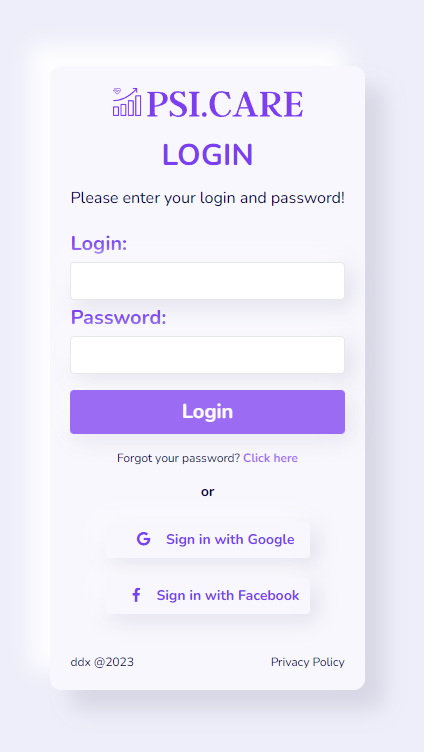 PSI.CARE
LOGIN
Please enter your login and password!
Login:
Password:
Login
Forgot your password? Click here
or
Sign in with Google
Sign in with Facebook
ddx @2023 Privacy Policy